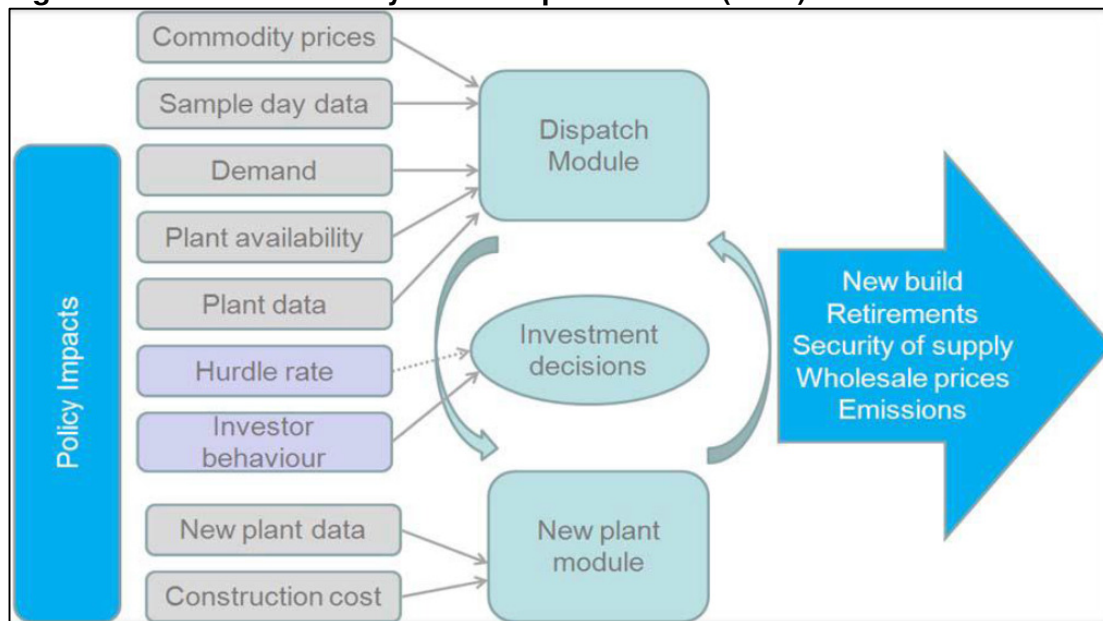 Policy Impacts
Commodity prices
Sample day data
Demand
Plant availability
Plant data
Hurdle rate
Investor
behaviour
New plant data
Construction cost
Dispatch
Module
Investment
decisions
New plant
module
New build
Retirements
Security of supply
Wholesale prices
Emissions